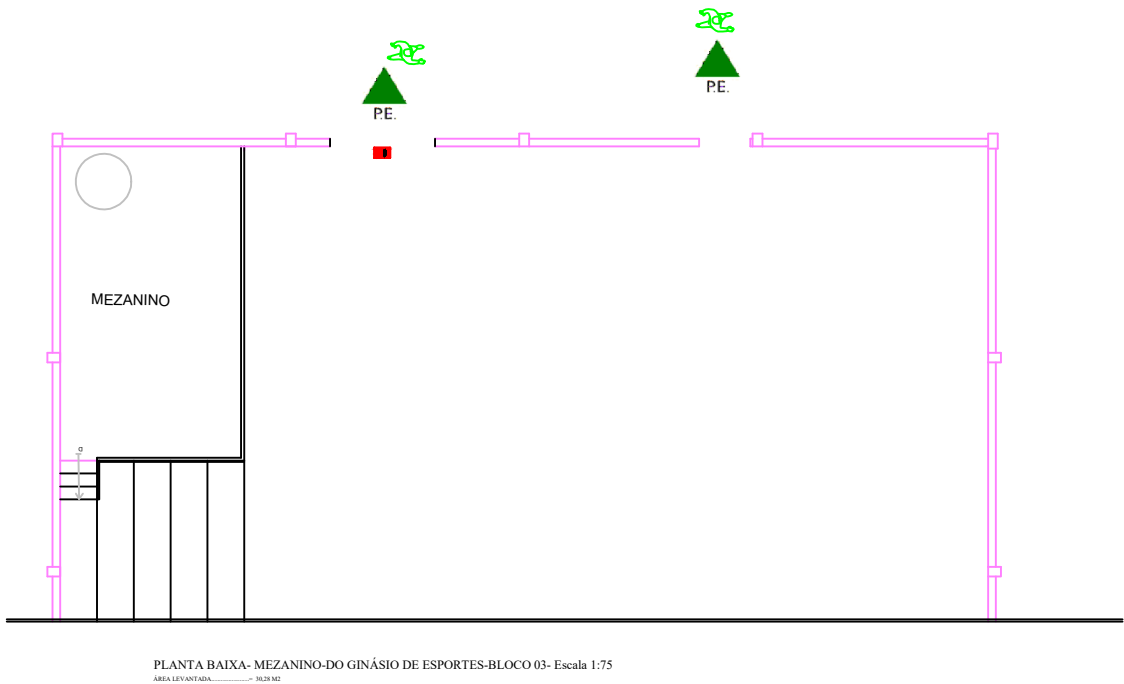 P.E.
P.E.
MEZANINO
a
PLANTA BAIXA- MEZANINO-DO GINÁSIO DE ESPORTES-BLOCO 03- Escala 1:75
ÁREA LEVANTADA....................= 30,28 M2